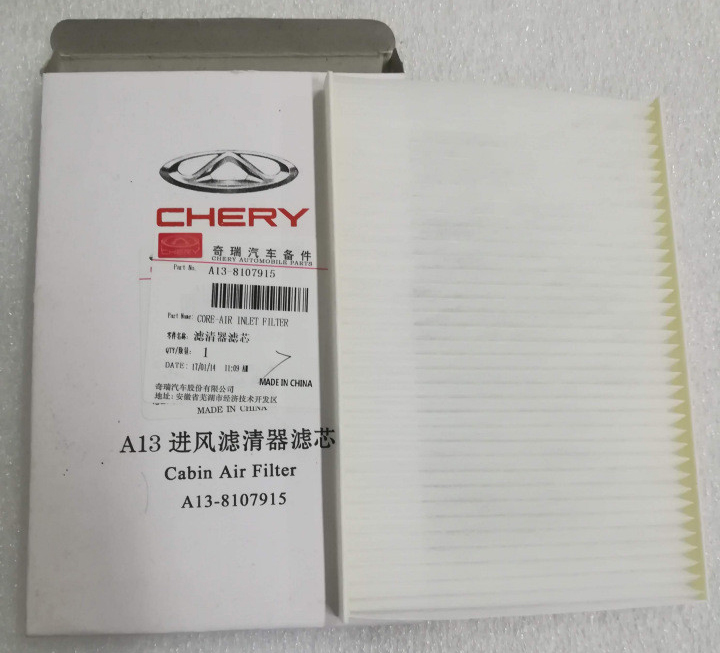 CHERY
奇瑞汽车备件
CHERY AUTOMOBILE PARTS
Part No. A13-8107915
Part Name: CORE-AIR INLET FILTER
零件名称: 滤清器滤芯
QTY/数量: 1
DATE: 17/01/14 11:09 AM
MADE IN CHINA
奇瑞汽车股份有限公司
地址: 安徽省芜湖市经济技术开发区
MADE IN CHINA
A13 进风滤清器滤芯
Cabin Air Filter
A13-8107915